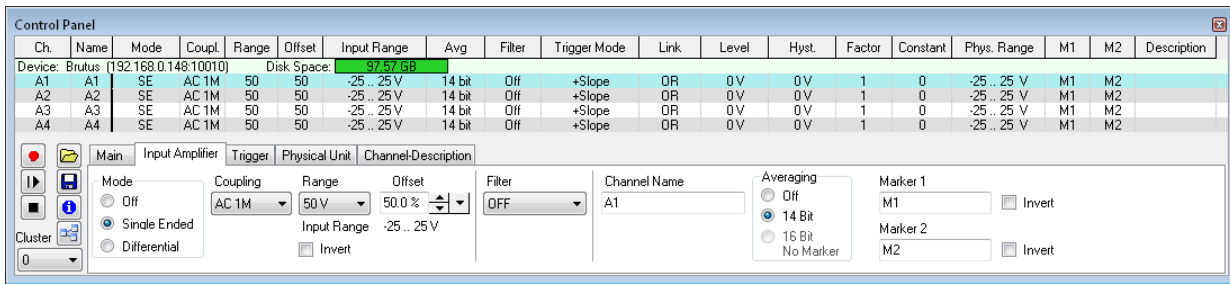 Control Panel
Ch. Name Mode Coupl. Range Offset Input Range Avg Filter Trigger Mode Link Level Hyst. Factor Constant Phys. Range M1 M2 Description
Device: Brutus (192.168.0.148:10010) Disk Space: 97.57 GB
A1 A1 SE AC 1M 50 50 -25 .. 25 V 14 bit Off +Slope OR 0 V 0 V 1 0 -25 .. 25 V M1 M2
A2 A2 SE AC 1M 50 50 -25 .. 25 V 14 bit Off +Slope OR 0 V 0 V 1 0 -25 .. 25 V M1 M2
A3 A3 SE AC 1M 50 50 -25 .. 25 V 14 bit Off +Slope OR 0 V 0 V 1 0 -25 .. 25 V M1 M2
A4 A4 SE AC 1M 50 50 -25 .. 25 V 14 bit Off +Slope OR 0 V 0 V 1 0 -25 .. 25 V M1 M2
Main Input Amplifier Trigger Physical Unit Channel-Description
Mode Coupling Range Offset Filter Channel Name Averaging Marker 1
Off AC 1M 50 V 50.0 % OFF A1 Off M1 Invert
Single Ended Input Range -25 .. 25 V 14 Bit Marker 2
Cluster Differential Invert 16 Bit M2 Invert
0 No Marker